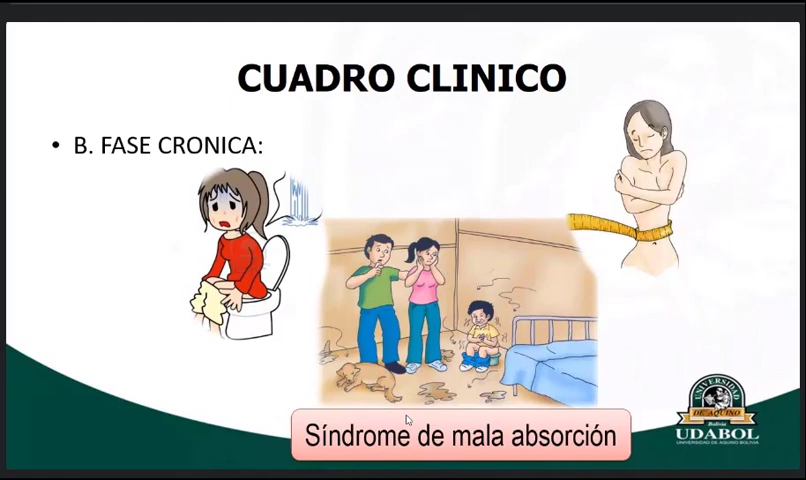 CUADRO CLINICO
• B. FASE CRONICA:
Síndrome de mala absorción
UNIVERSIDAD
DE AQUINO
Bolivia
UDABOL
UNIVERSIDAD DE AQUINO BOLIVIA